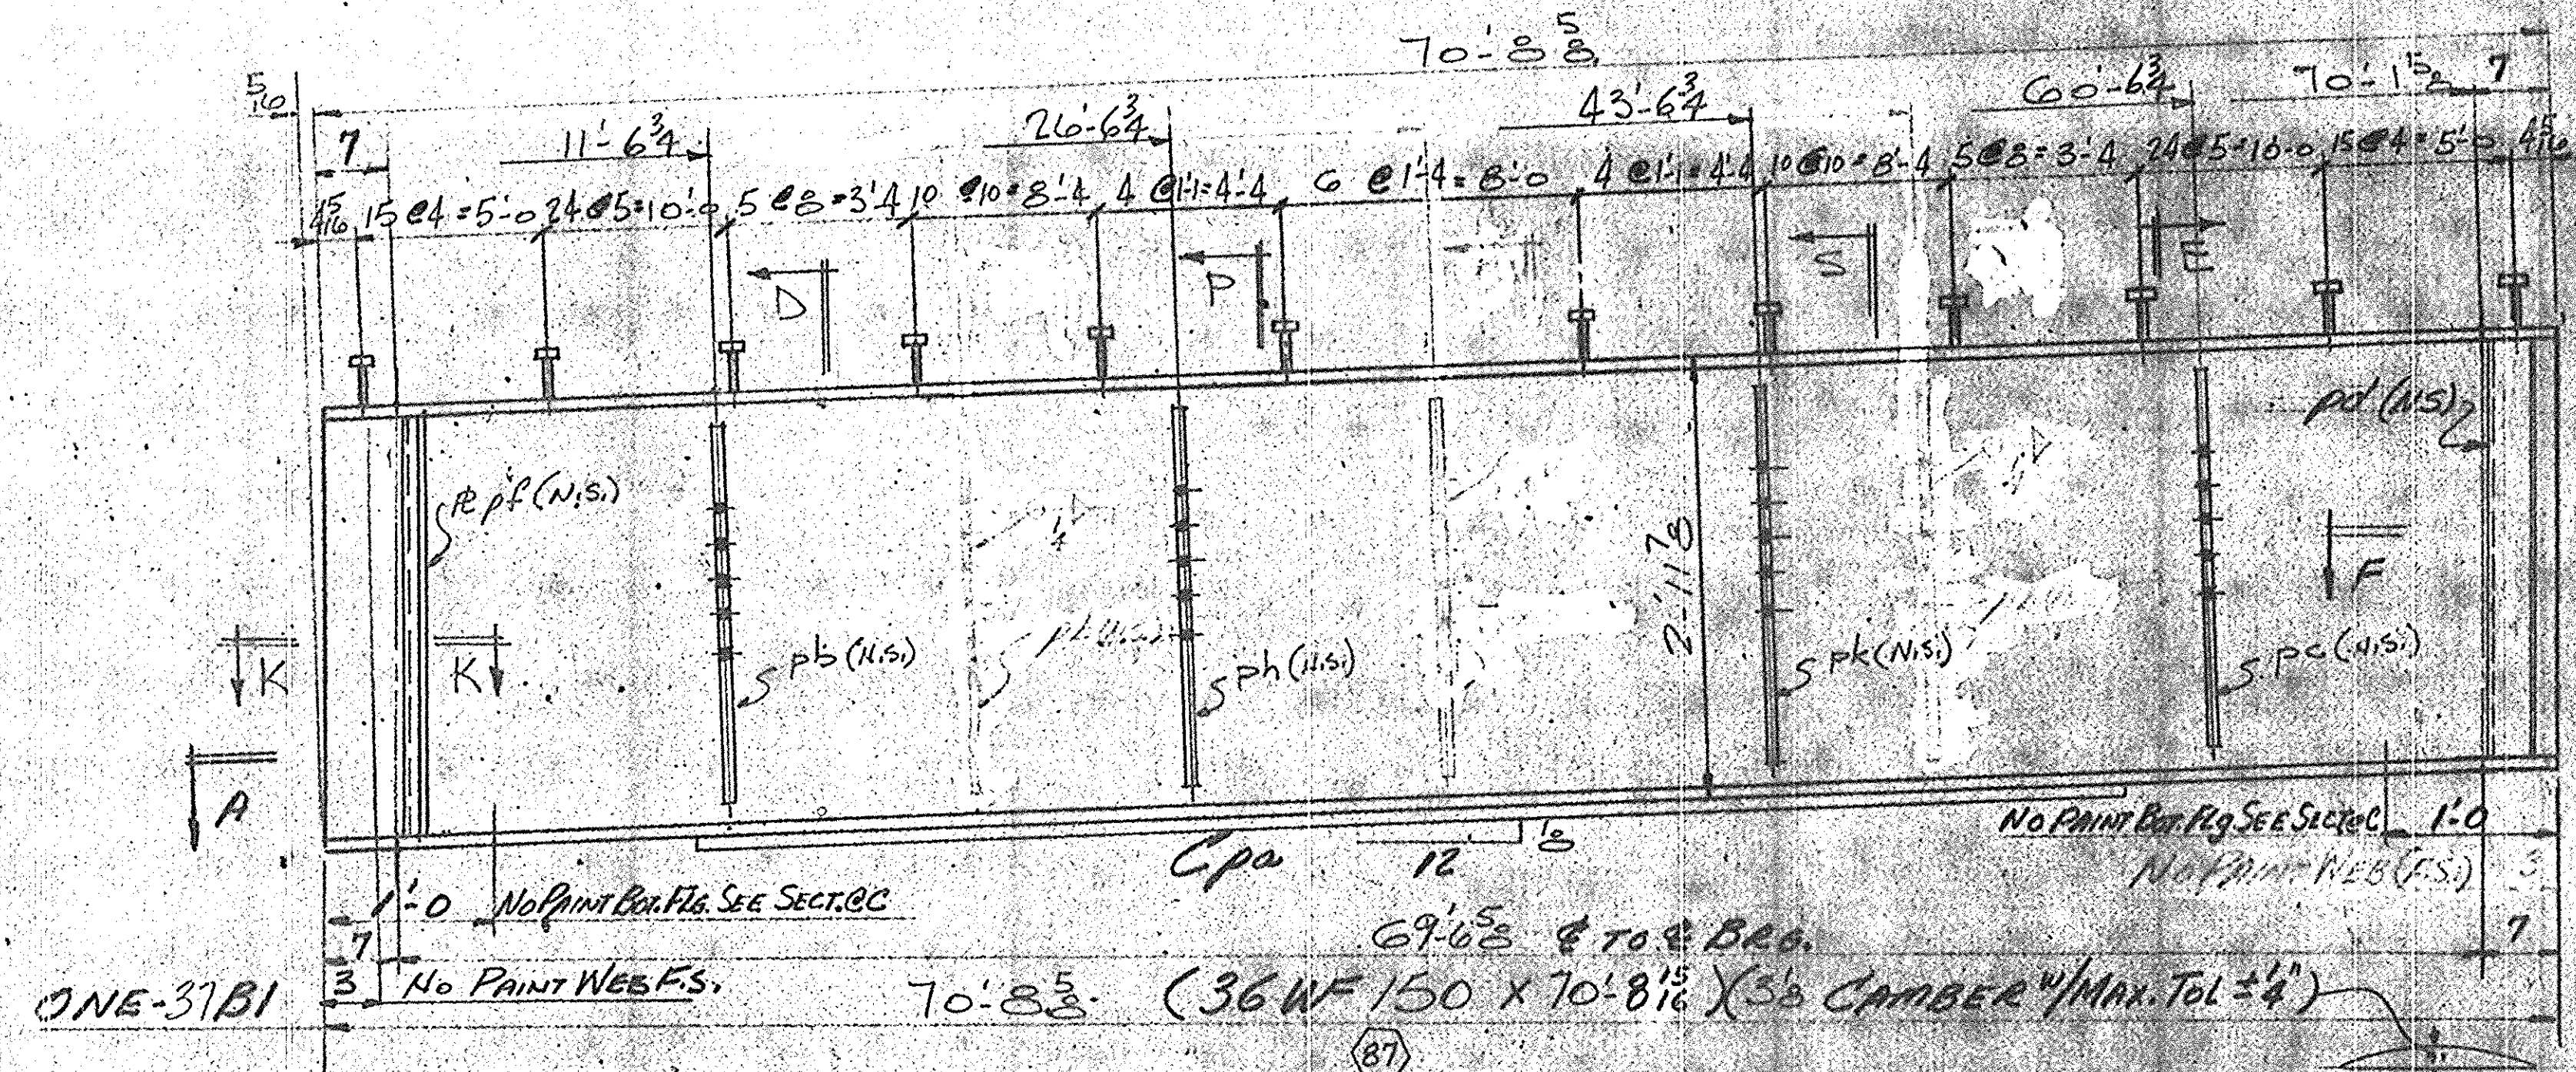 70'-8 5/8
5/16
7
11'-6 3/4
26'-6 3/4
43'-6 3/4
60'-6 3/4
70'-1 5/8
7
4 5/16 15 @ 4 = 5'-0 24 @ 5 = 10'-0 5 @ 8 = 3'-4 10 @ 10 = 8'-4 4 @ 1'-1 = 4'-4 6 @ 1'-4 = 8'-0 4 @ 1'-1 = 4'-4 10 @ 10 = 8'-4 5 @ 8 = 3'-4 24 @ 5 = 10'-0 15 @ 4 = 5'-0 4 5/16
D
P
S
E
pd (NS)
℄ pf (N.S.)
1/4
2'-11 7/8
F
K
K
pb (N.S.)
ph (N.S.)
pk (N.S.)
pc (N.S.)
A
Cpa
12
1/8
NO PAINT BOT. FLG SEE SECT @ C 1'-0
NO PAINT WEB (F.S.) 3
1'-0 NO PAINT BOT. FLG. SEE SECT. @ C
69'-6 5/8 ℄ TO ℄ BRG.
7
7
3 NO PAINT WEB F.S.
ONE-37B1
70'-8 5/8 (36 WF 150 X 70'-8 15/16) (3 1/8 CAMBER W/MAX. TOL ± 1/4")
87